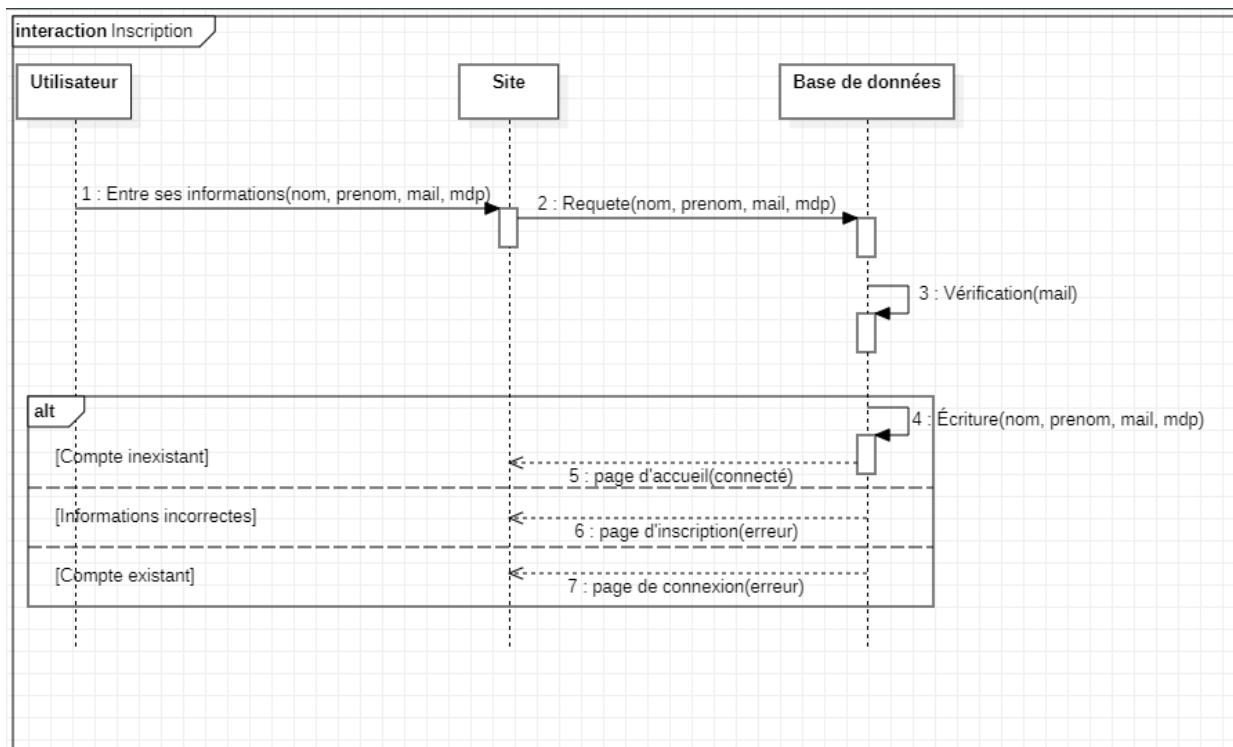 interaction Inscription
Utilisateur
Site
Base de données
1 : Entre ses informations(nom, prenom, mail, mdp)
2 : Requete(nom, prenom, mail, mdp)
3 : Vérification(mail)
alt
4 : Écriture(nom, prenom, mail, mdp)
[Compte inexistant]
5 : page d'accueil(connecté)
[Informations incorrectes]
6 : page d'inscription(erreur)
[Compte existant]
7 : page de connexion(erreur)